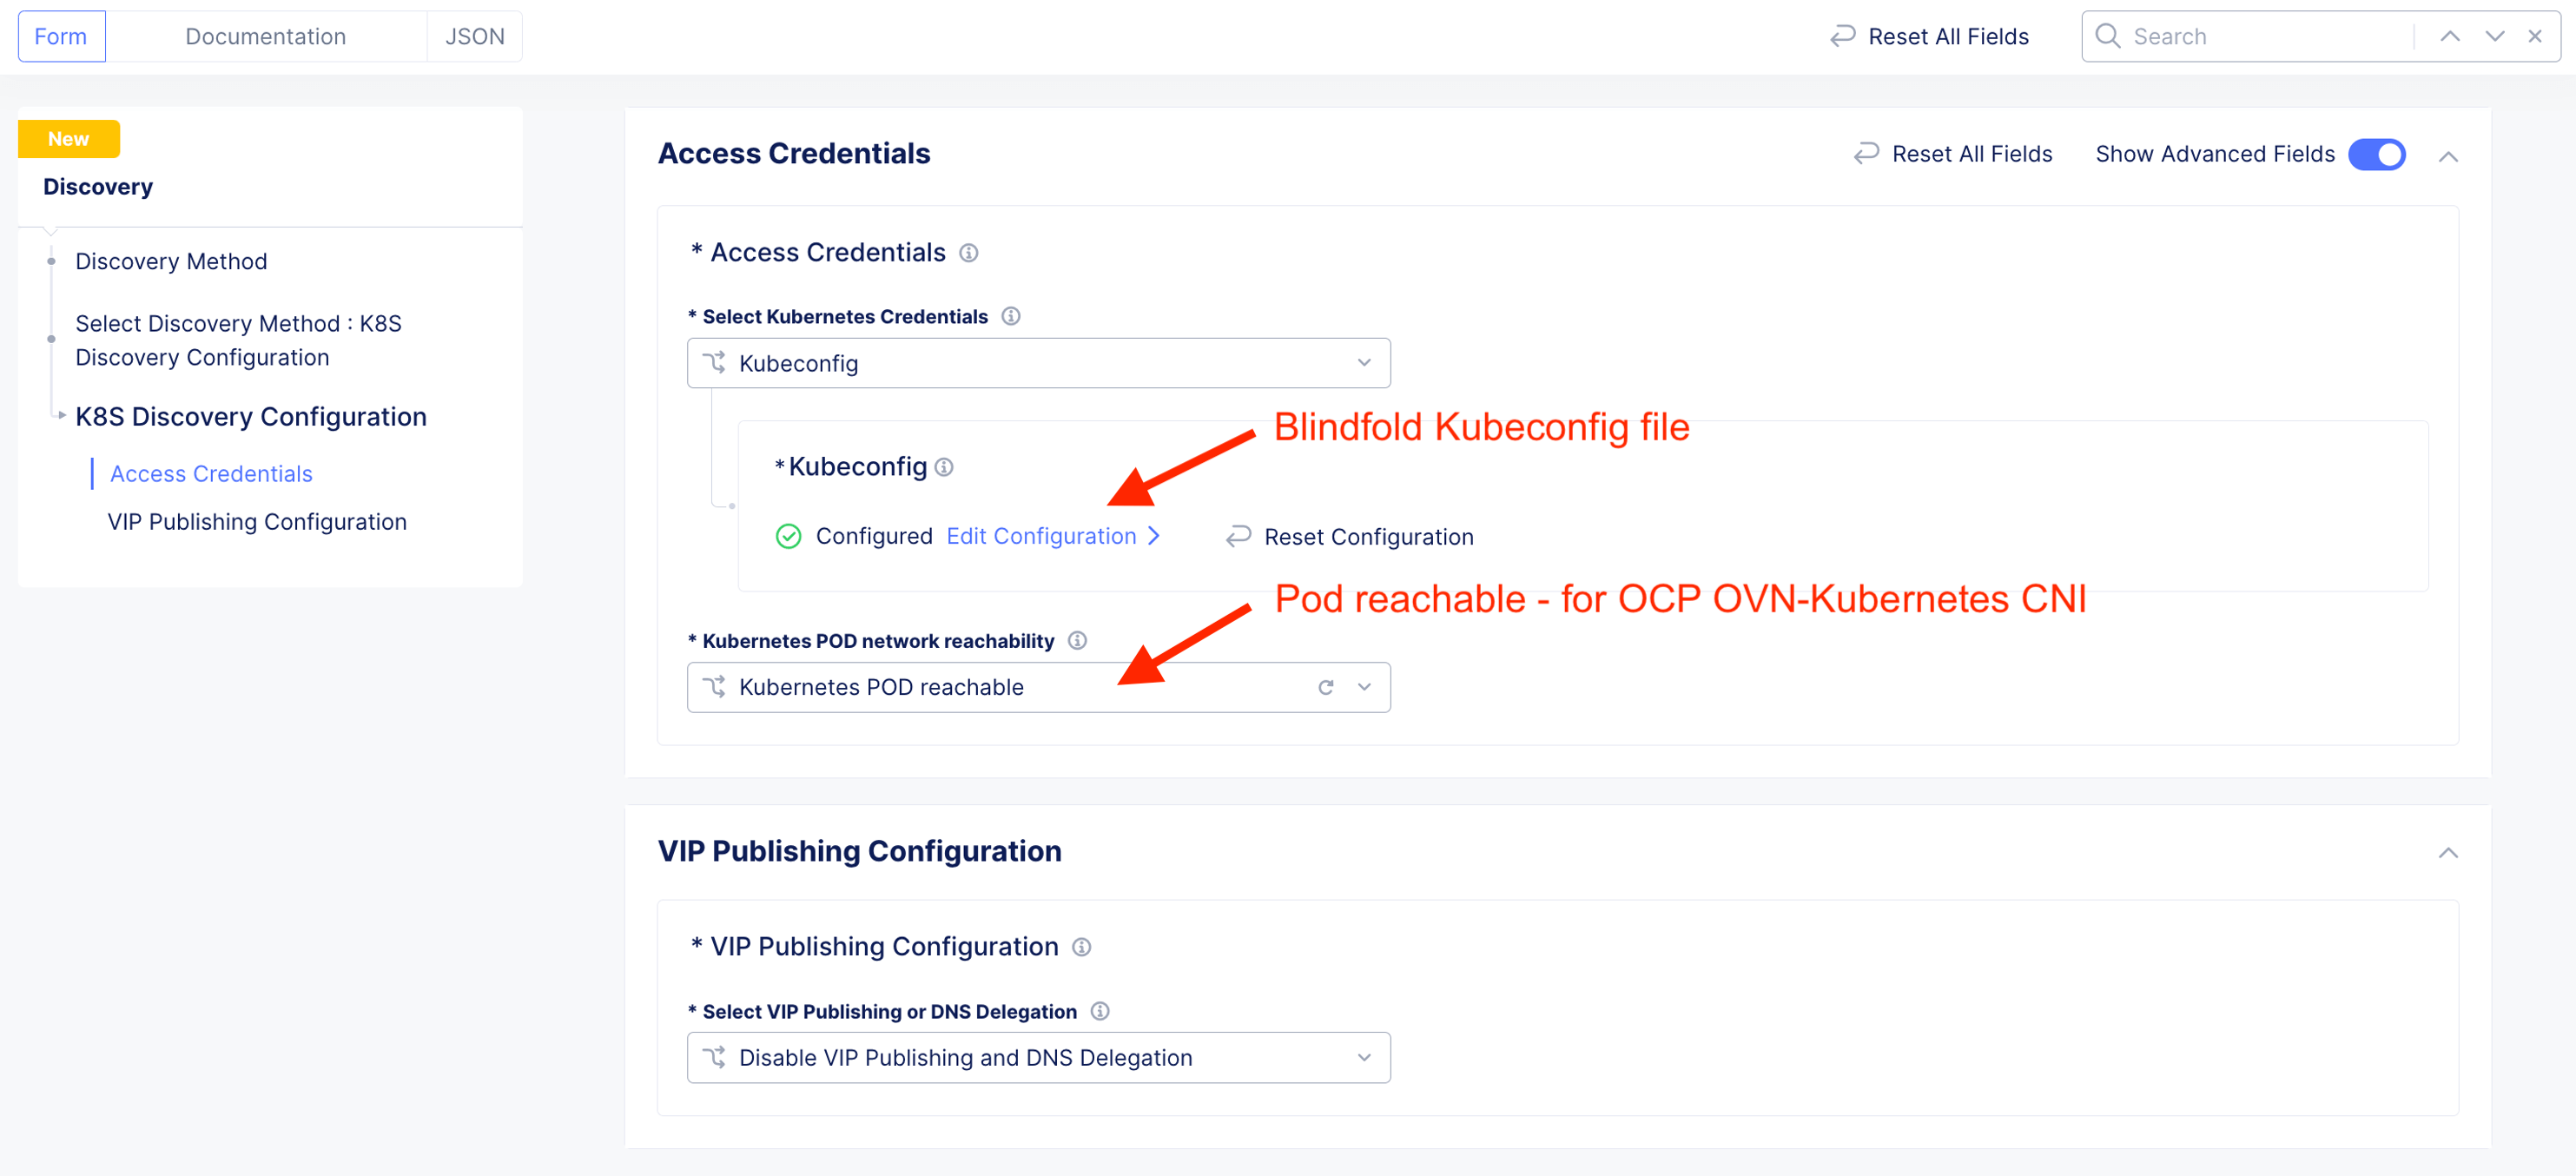 Form
Documentation
JSON
Reset All Fields
Search
New
Discovery
Discovery Method
Select Discovery Method : K8S
Discovery Configuration
K8S Discovery Configuration
Access Credentials
VIP Publishing Configuration
Access Credentials
Reset All Fields
Show Advanced Fields
* Access Credentials
* Select Kubernetes Credentials
Kubeconfig
Blindfold Kubeconfig file
* Kubeconfig
Configured
Edit Configuration
Reset Configuration
Pod reachable - for OCP OVN-Kubernetes CNI
* Kubernetes POD network reachability
Kubernetes POD reachable
VIP Publishing Configuration
* VIP Publishing Configuration
* Select VIP Publishing or DNS Delegation
Disable VIP Publishing and DNS Delegation